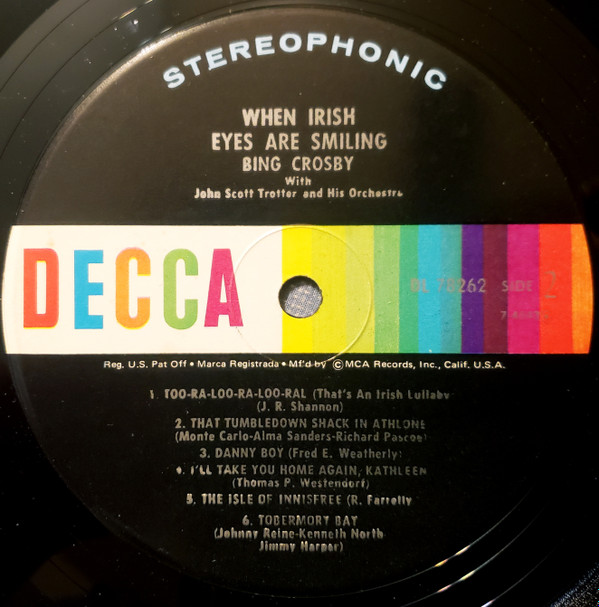 STEREOPHONIC
WHEN IRISH
EYES ARE SMILING
BING CROSBY
With
John Scott Trotter and His Orchestra
DECCA
DL 78262 SIDE
Reg. U.S. Pat Off • Marca Registrada • Mf'd by ©MCA Records, Inc., Calif. U.S.A.
1. TOO-RA-LOO-RA-LOO-RAL (That's An Irish Lullaby
(J. R. Shannon)
2. THAT TUMBLEDOWN SHACK IN ATHLONE
(Monte Carlo-Alma Sanders-Richard Pascoe)
3. DANNY BOY (Fred E. Weatherly)
4. I'LL TAKE YOU HOME AGAIN, KATHLEEN
(Thomas P. Westendorf)
5. THE ISLE OF INNISFREE (R. Farrelly
6. TOBERMORY BAY
(Johnny Reine-Kenneth North
Jimmy Harper)